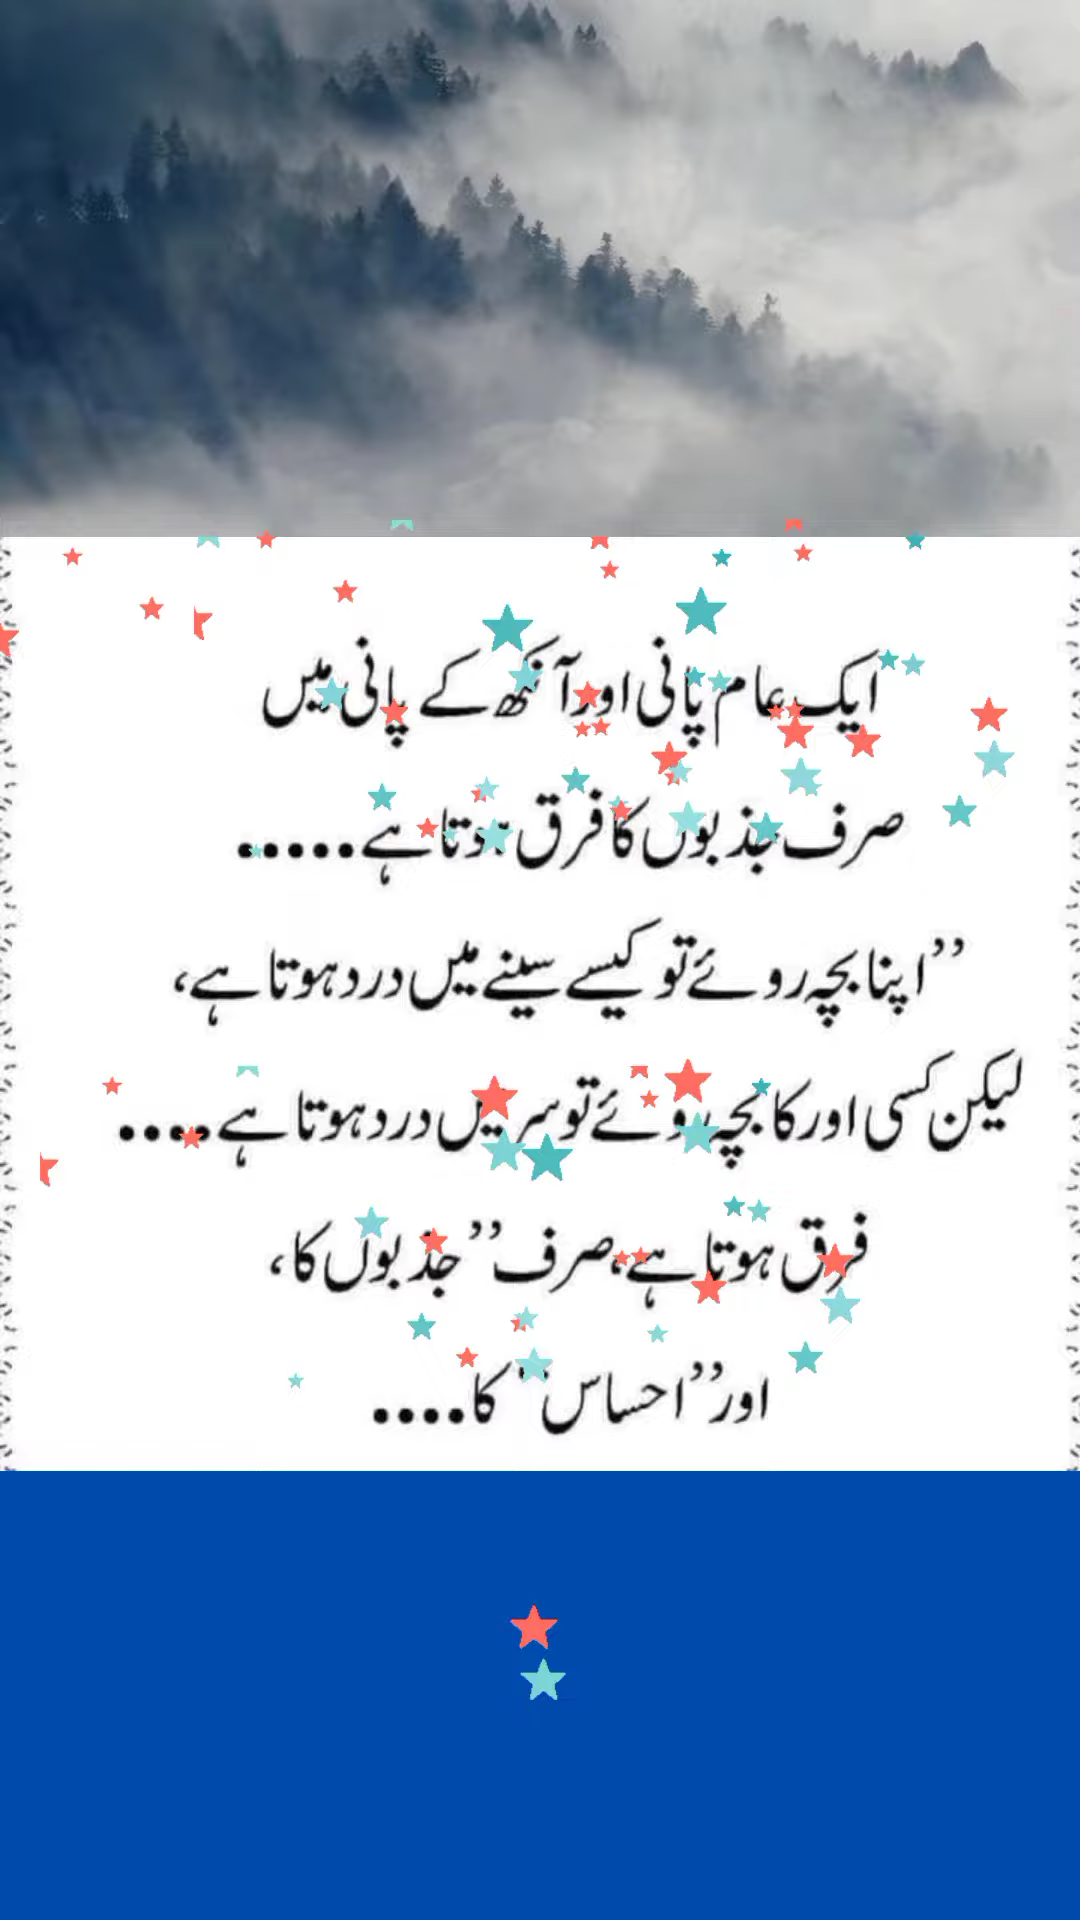 ایک عام پانی اور آنکھ کے پانی میں
صرف جذبوں کا فرق ہوتا ہے.....
’’اپنا بچہ روئے تو کیسے سینے میں درد ہوتا ہے،
لیکن کسی اور کا بچہ روئے تو سر میں درد ہوتا ہے....
فرق ہوتا ہے، صرف ’’جذبوں کا،
اور ’’احساس‘‘ کا....